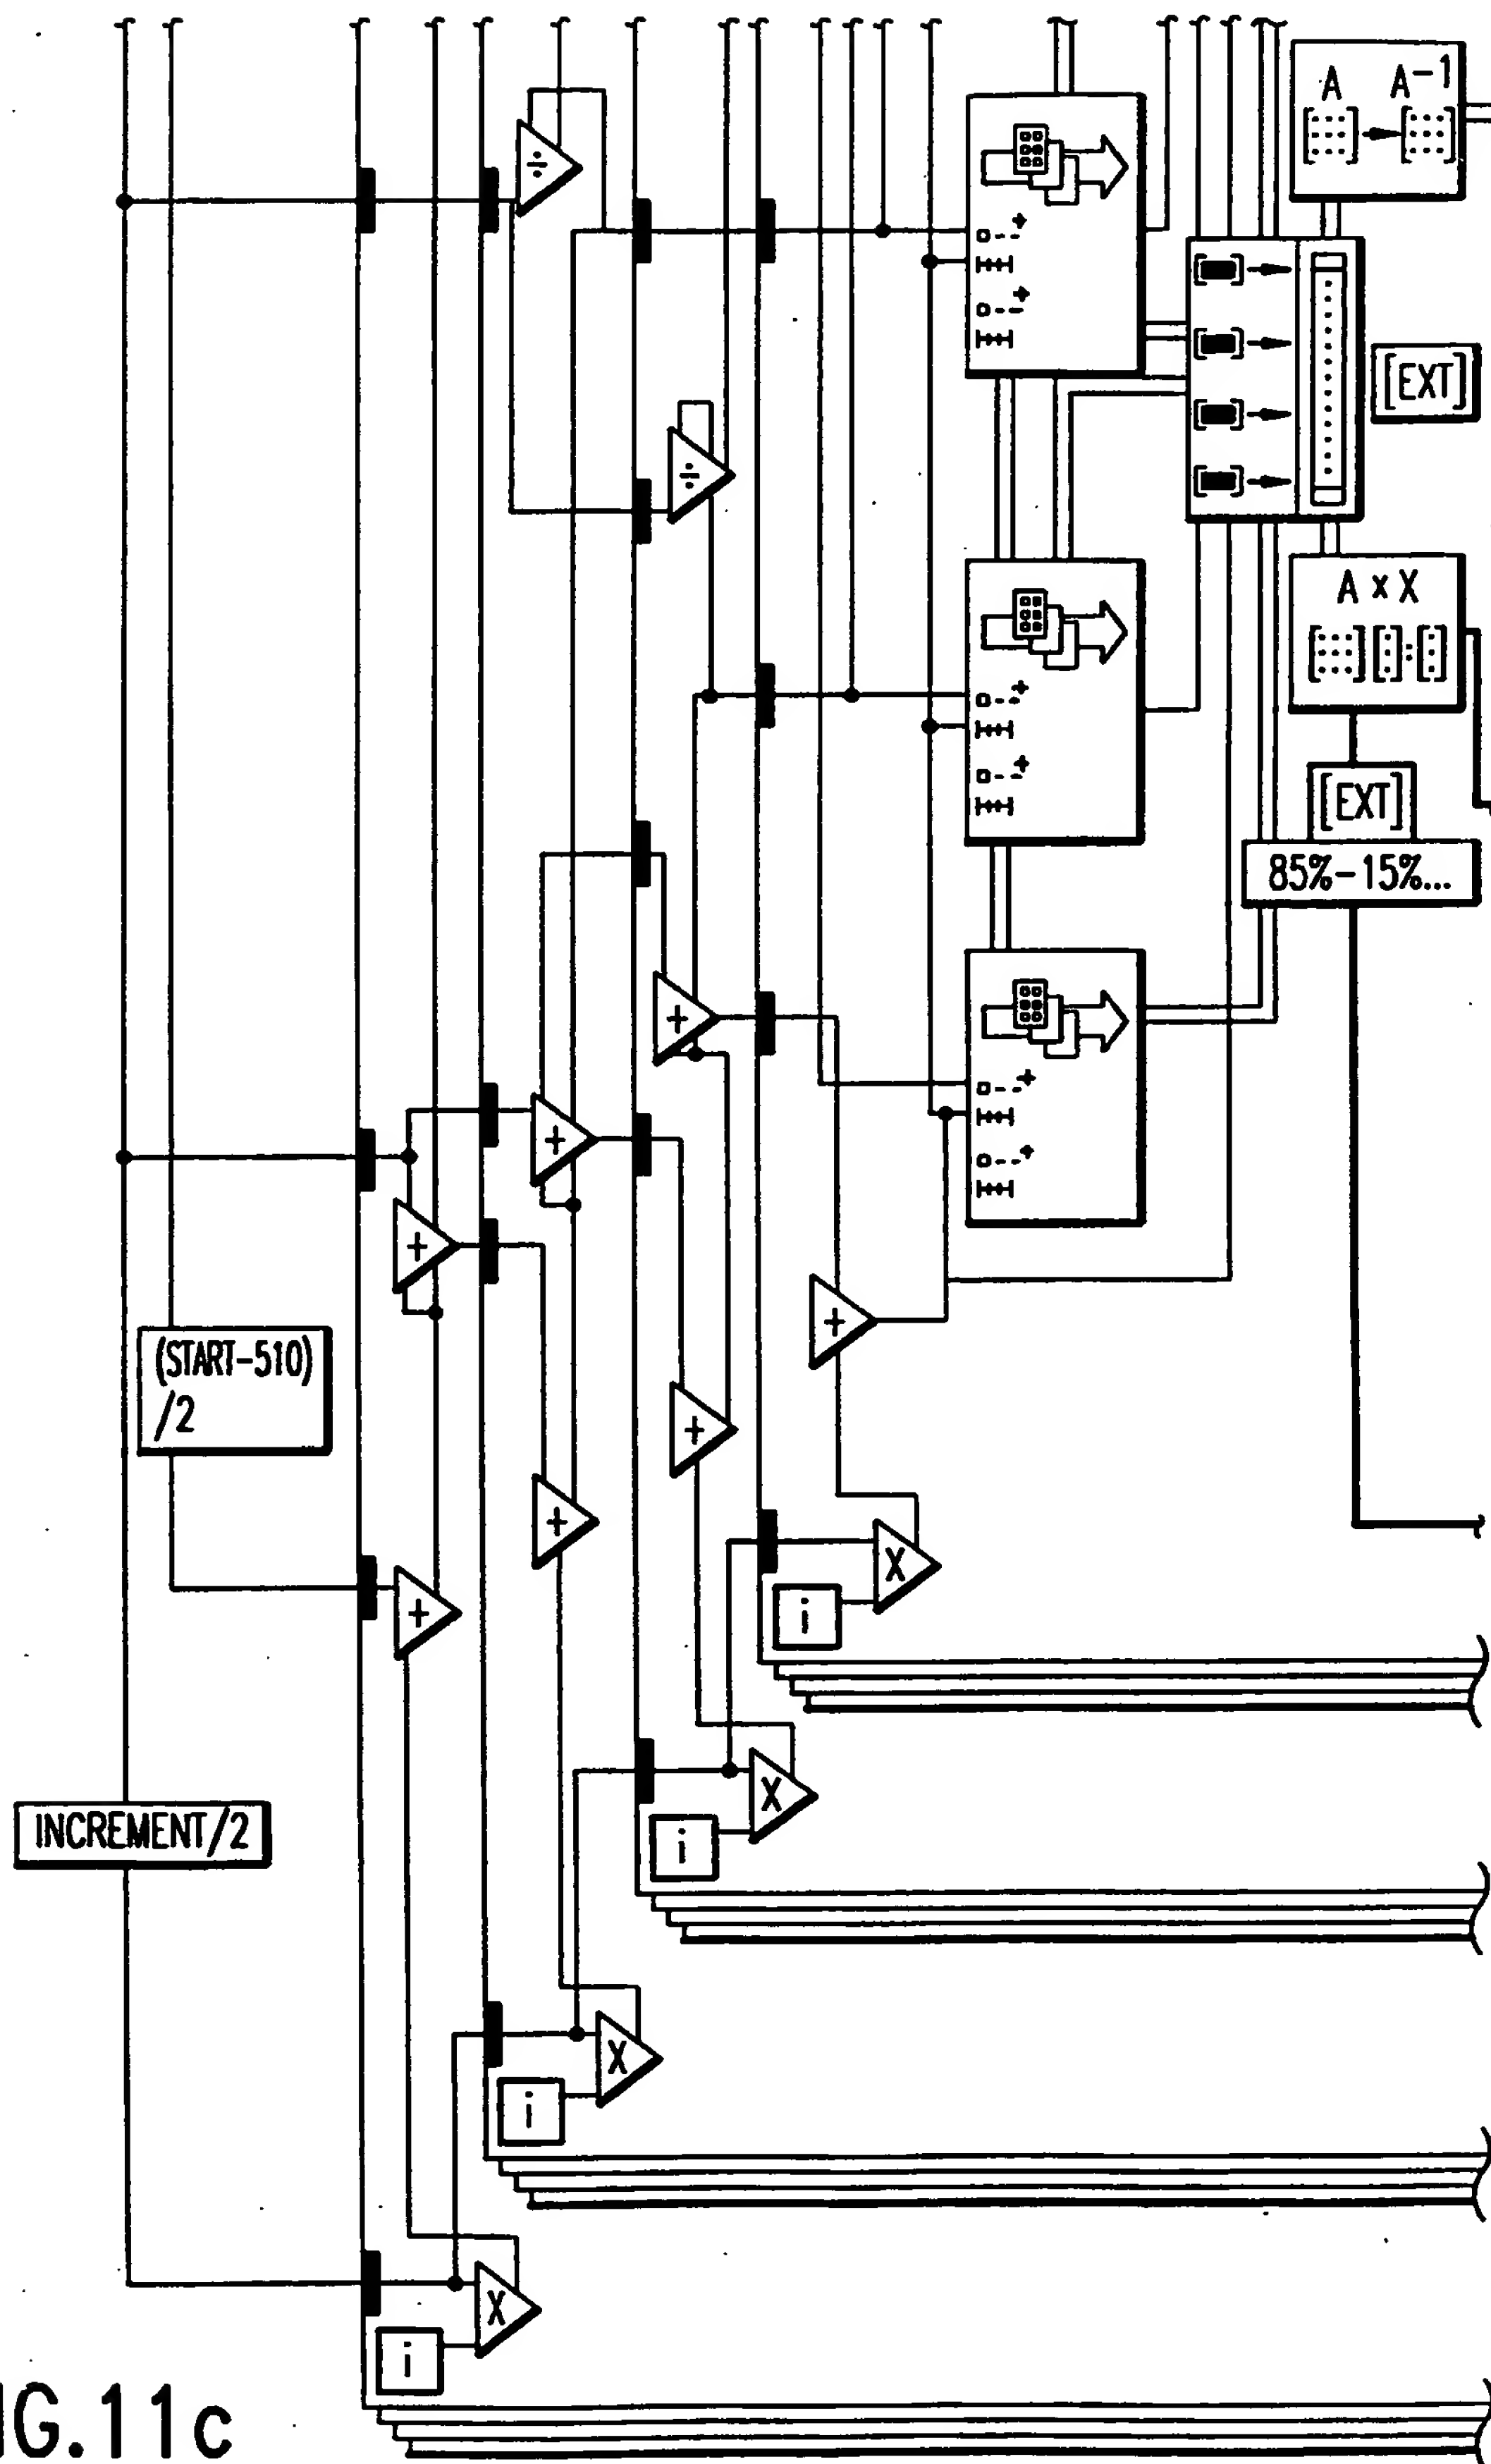 A A⁻¹
÷
[EXT]
÷
A x X
[EXT]
85%-15%...
+
+
+
+
(START-510)
/2
+
+
X
+
i
X
INCREMENT/2
i
X
i
X
i
IG.11c